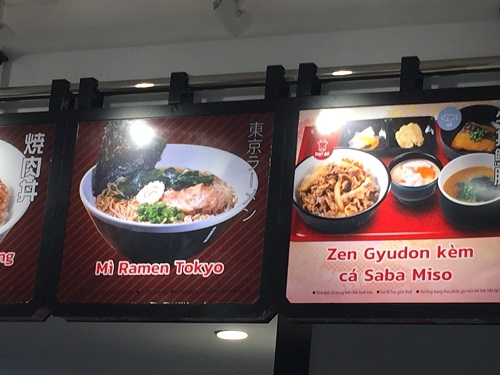 焼肉丼
ng
東京ラーメン
Mì Ramen Tokyo
Zen Gyudon kèm
cá Saba Miso